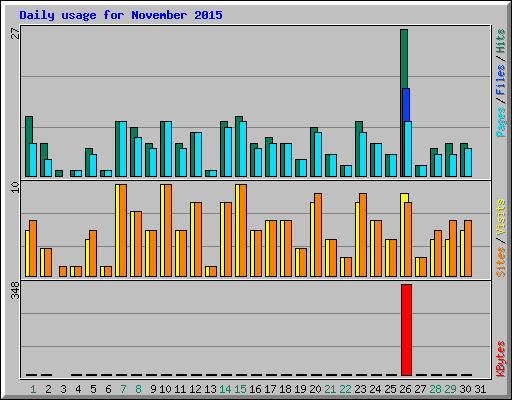 Daily usage for November 2015
27
10
348
Pages / Files / Hits
Sites / Visits
KBytes
1 2 3 4 5 6 7 8 9 10 11 12 13 14 15 16 17 18 19 20 21 22 23 24 25 26 27 28 29 30 31